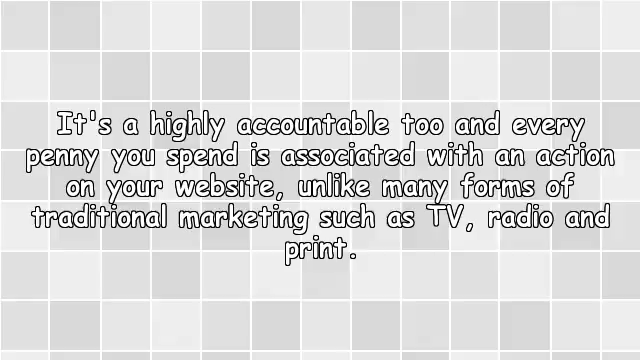 It's a highly accountable too and every
penny you spend is associated with an action
on your website, unlike many forms of
traditional marketing such as TV, radio and
print.